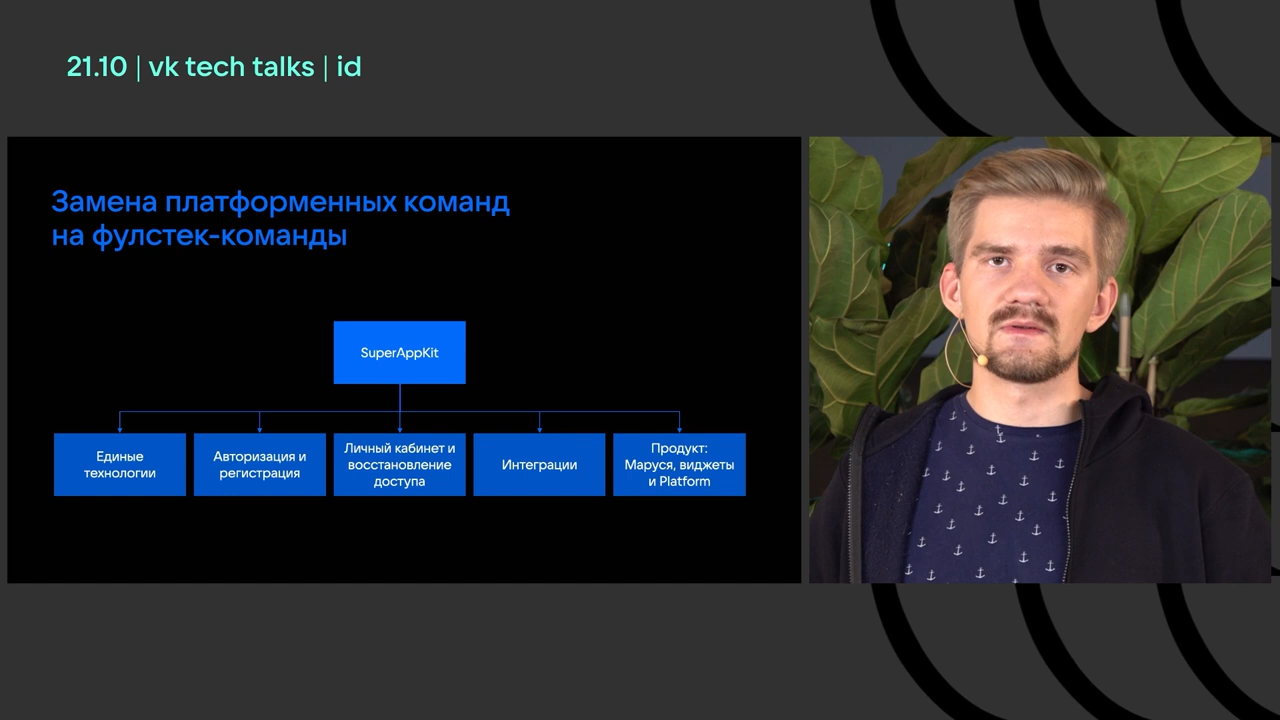 21.10 | vk tech talks | id
Замена платформенных команд
на фулстек-команды
SuperAppKit
Единые
технологии
Авторизация и
регистрация
Личный кабинет и
восстановление
доступа
Интеграции
Продукт:
Маруся, виджеты
и Platform